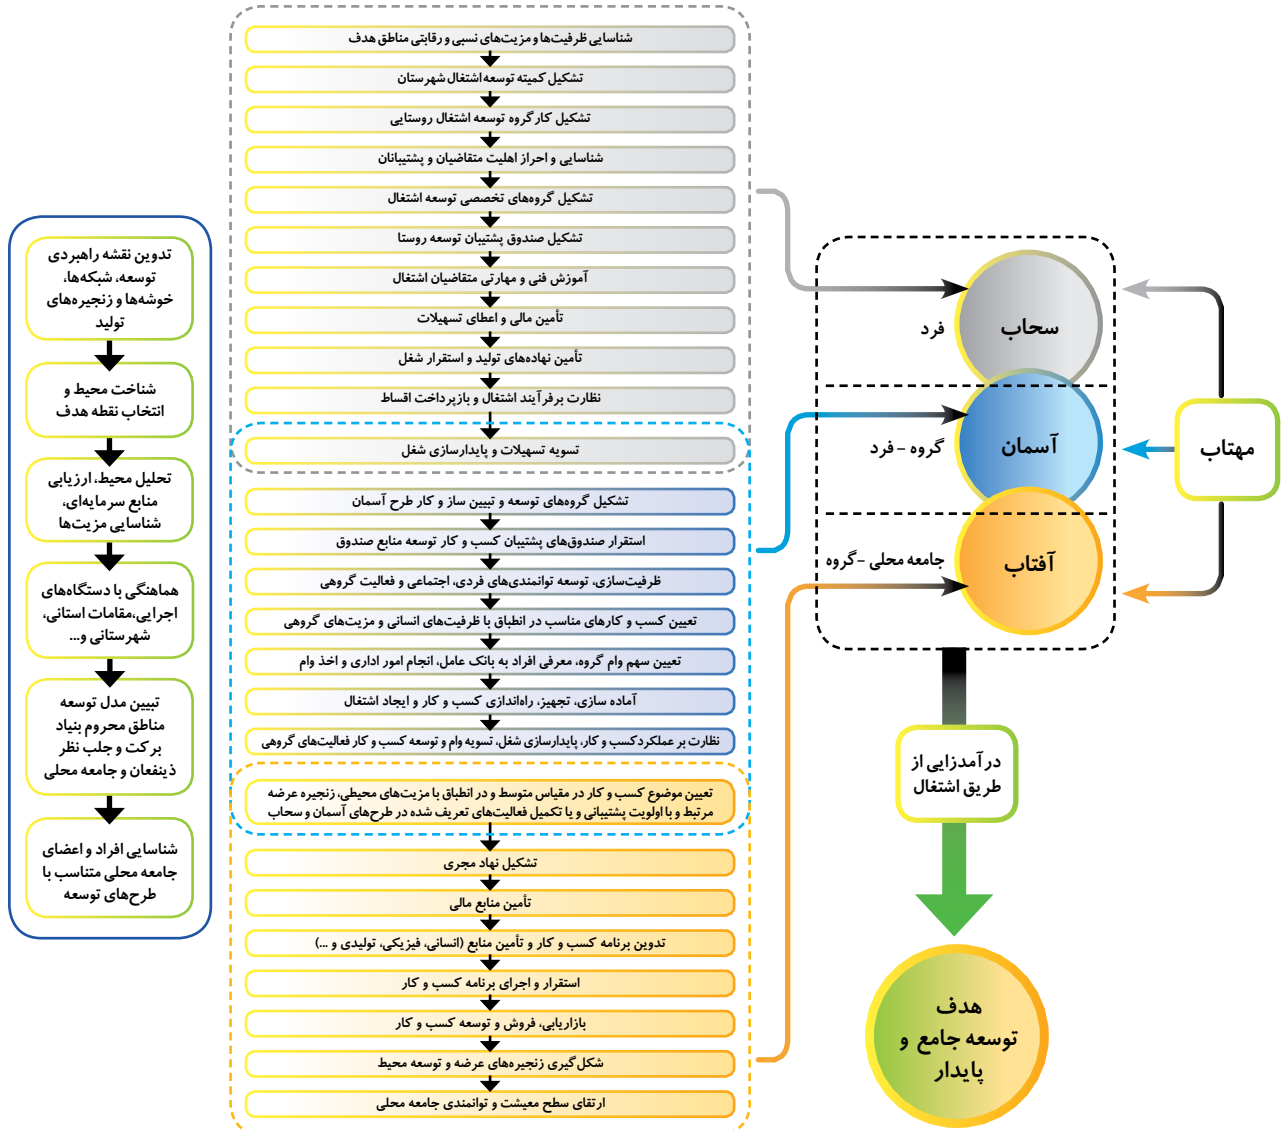 مهتاب
سحاب
فرد
آسمان
گروه – فرد
آفتاب
جامعه محلی – گروه
درآمدزایی از
طریق اشتغال
هدف
توسعه جامع و
پایدار
شناسایی ظرفیت‌ها و مزیت‌های نسبی و رقابتی مناطق هدف
تشکیل کمیته توسعه اشتغال شهرستان
تشکیل کارگروه توسعه اشتغال روستایی
شناسایی و احراز اهلیت متقاضیان و پشتیبانان
تشکیل گروه‌های تخصصی توسعه اشتغال
تشکیل صندوق پشتیبان توسعه روستا
آموزش فنی و مهارتی متقاضیان اشتغال
تأمین مالی و اعطای تسهیلات
تأمین نهاده‌های تولید و استقرار شغل
نظارت برفرآیند اشتغال و بازپرداخت اقساط
تسویه تسهیلات و پایدارسازی شغل
تشکیل گروه‌های توسعه و تبیین ساز و کار طرح آسمان
استقرار صندوق‌های پشتیبان کسب و کار توسعه منابع صندوق
ظرفیت‌سازی، توسعه توانمندی‌های فردی، اجتماعی و فعالیت گروهی
تعیین کسب و کارهای مناسب در انطباق با ظرفیت‌های انسانی و مزیت‌های گروهی
تعیین سهم وام گروه، معرفی افراد به بانک عامل، انجام امور اداری و اخذ وام
آماده سازی، تجهیز، راه‌اندازی کسب و کار و ایجاد اشتغال
نظارت بر عملکرد کسب و کار، پایدارسازی شغل، تسویه وام و توسعه کسب و کار فعالیت‌های گروهی
تعیین موضوع کسب و کار در مقیاس متوسط و در انطباق با مزیت‌های محیطی، زنجیره عرضه
مرتبط و با اولویت پشتیبانی و یا تکمیل فعالیت‌های تعریف شده در طرح‌های آسمان و سحاب
تشکیل نهاد مجری
تأمین منابع مالی
تدوین برنامه کسب و کار و تأمین منابع (انسانی، فیزیکی، تولیدی و ...)
استقرار و اجرای برنامه کسب و کار
بازاریابی، فروش و توسعه کسب و کار
شکل‌گیری زنجیره‌های عرضه و توسعه محیط
ارتقای سطح معیشت و توانمندی جامعه محلی
تدوین نقشه راهبردی
توسعه، شبکه‌ها،
خوشه‌ها و زنجیره‌های
تولید
شناخت محیط و
انتخاب نقطه هدف
تحلیل محیط، ارزیابی
منابع سرمایه‌ای،
شناسایی مزیت‌ها
هماهنگی با دستگاه‌های
اجرایی،مقامات استانی،
شهرستانی و...
تبیین مدل توسعه
مناطق محروم بنیاد
برکت و جلب نظر
ذینفعان و جامعه محلی
شناسایی افراد و اعضای
جامعه محلی متناسب با
طرح‌های توسعه